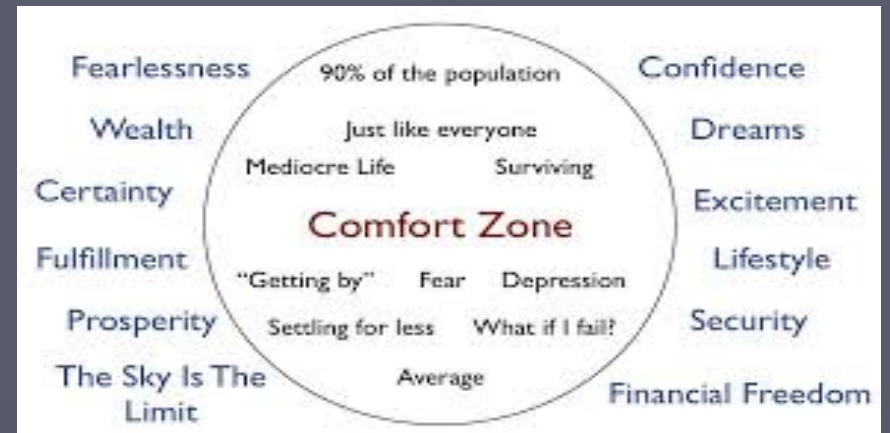 Fearlessness
90% of the population
Confidence
Wealth
Just like everyone
Dreams
Mediocre Life
Surviving
Certainty
Excitement
Comfort Zone
Fulfillment
Lifestyle
"Getting by"
Fear
Depression
Prosperity
Settling for less
What if I fail?
Security
The Sky Is The
Limit
Average
Financial Freedom